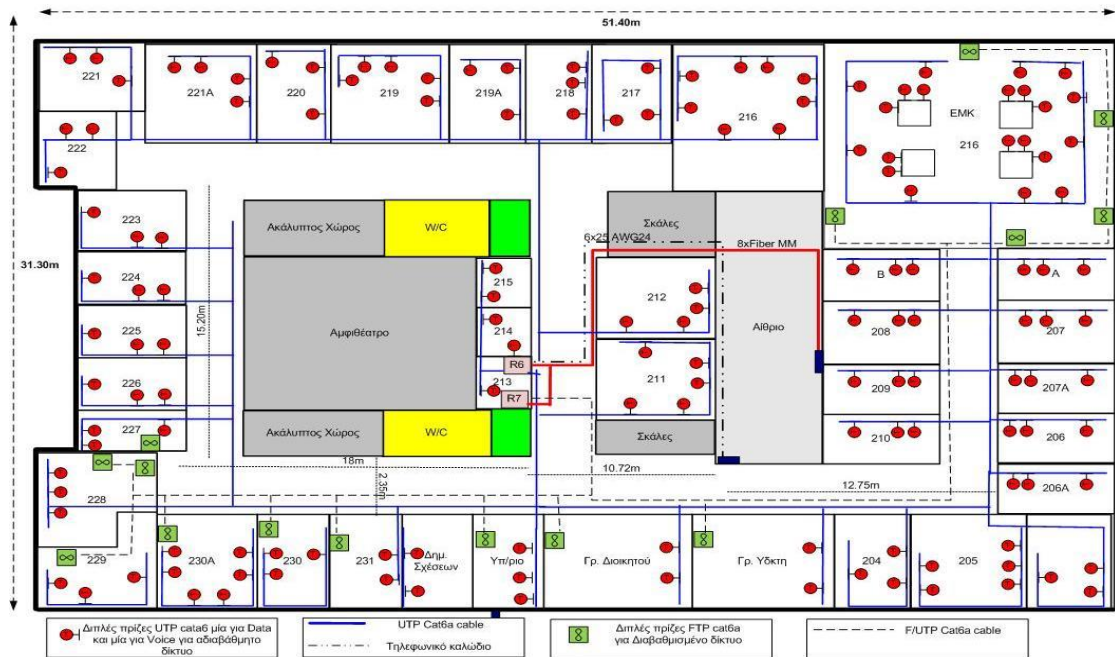 51.40m
221
221A
220
219
219A
218
217
216
EMK
216
222
223
224
225
226
227
31.30m
15.20m
Ακάλυπτος Χώρος
W/C
Σκάλες
6x25 AWG24
8xFiber MM
215
214
213
R6
R7
Αμφιθέατρο
212
211
Αίθριο
B
A
208
207
209
207A
210
206
206A
Ακάλυπτος Χώρος
W/C
Σκάλες
18m
2.35m
10.72m
12.75m
228
229
230A
230
231
Δημ.
Σχέσεων
Υπ/ριο
Γρ. Διοικητού
Γρ. Υδκτη
204
205
Διπλές πρίζες UTP cata6 μία για Data
και μία για Voice για αδιαβάθμητο
δίκτυο
UTP Cat6a cable
Τηλεφωνικό καλώδιο
Διπλές πρίζες FTP cat6a
για Διαβαθμισμένο δίκτυο
F/UTP Cat6a cable